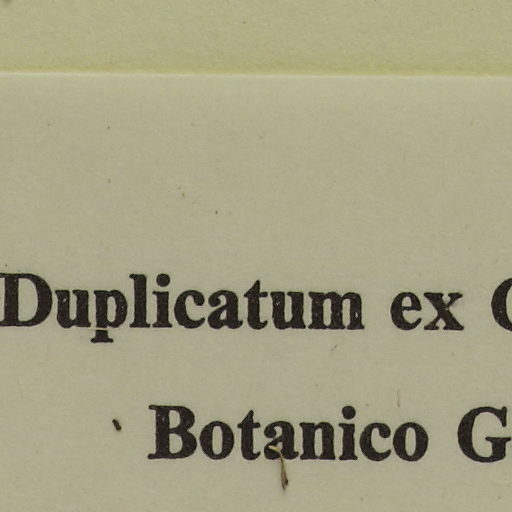 Duplicatum ex
Botanico G